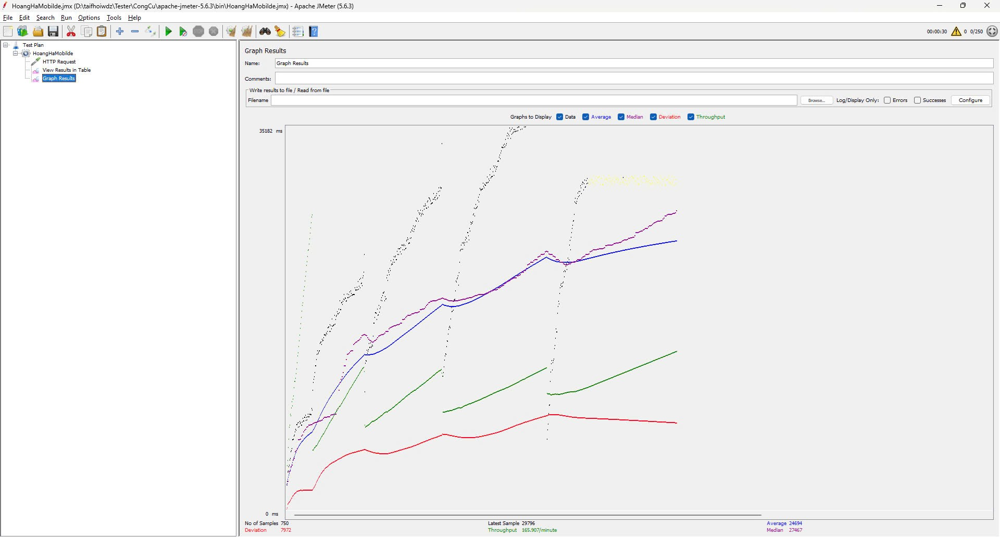 HoangHaMobilde.jmx (D:\taifhoiwdz\Tester\CongCu\apache-jmeter-5.6.3\bin\HoangHaMobilde.jmx) - Apache JMeter (5.6.3)
File Edit Search Run Options Tools Help
STOP
00:00:30 0 0/250
Test Plan
HoangHaMobilde
HTTP Request
View Results in Table
Graph Results
Graph Results
Name: Graph Results
Comments:
Write results to file / Read from file
Filename Browse... Log/Display Only: Errors Successes Configure
Graphs to Display Data Average Median Deviation Throughput
35182 ms
0 ms
No of Samples 750 Latest Sample 29796 Average 24694
Deviation 7972 Throughput 165.907/minute Median 27467